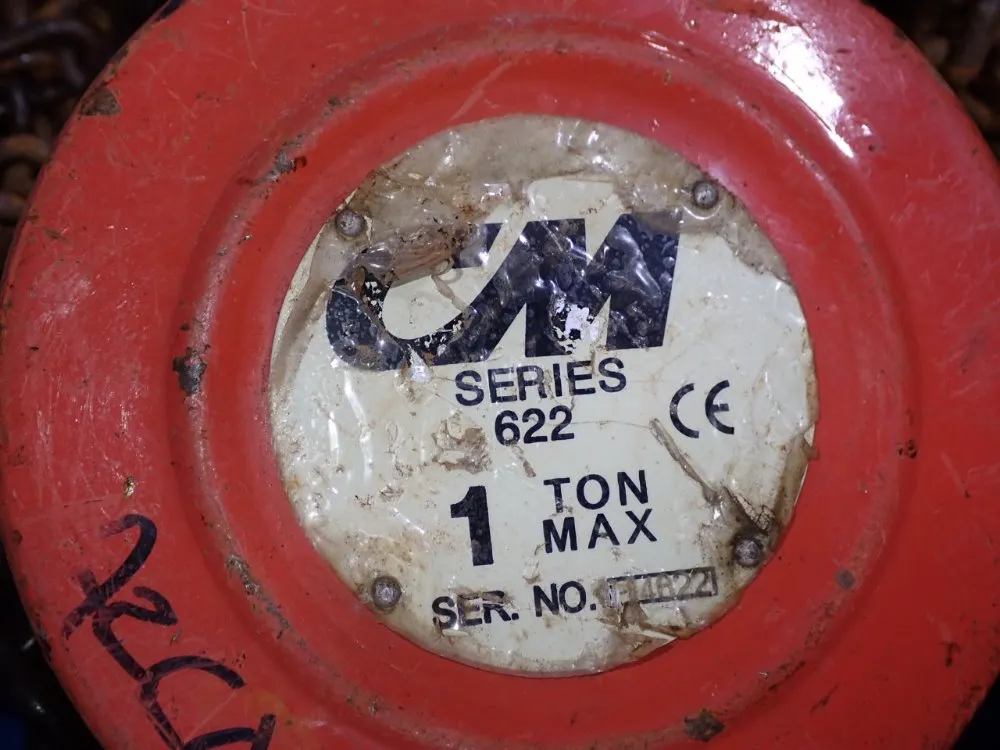 CM
SERIES
622
CE
1 TON
MAX
SER. NO.